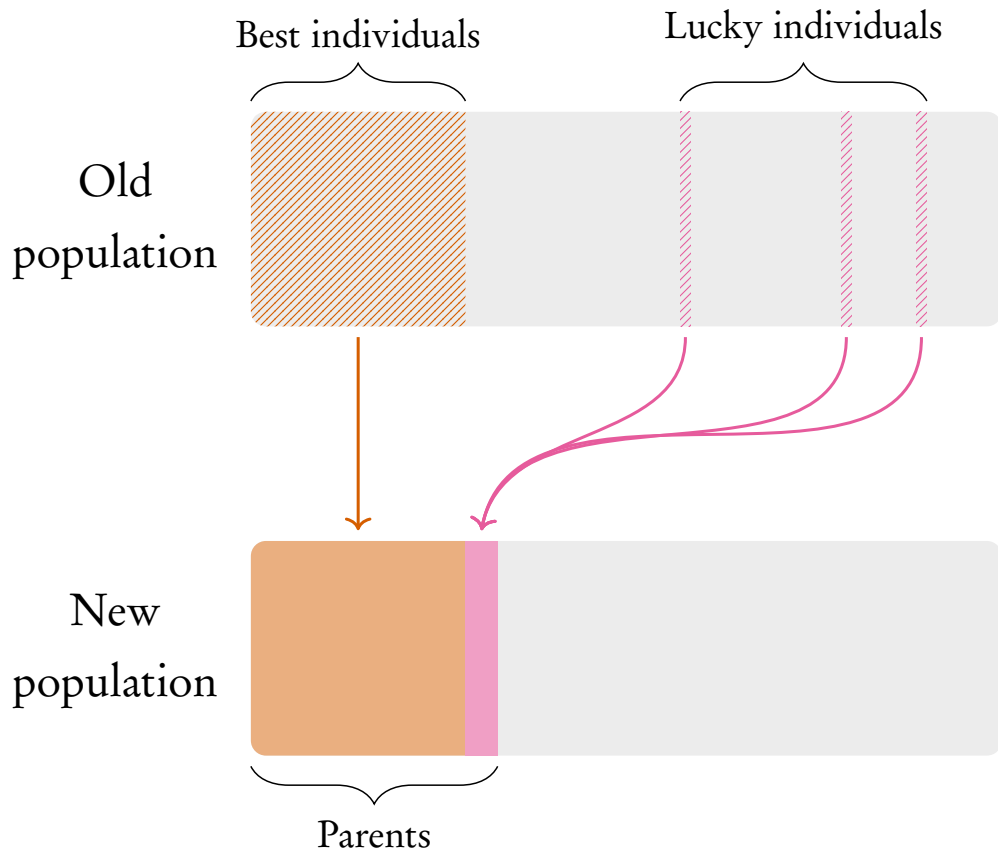 Best individuals
Lucky individuals
Old
population
New
population
Parents